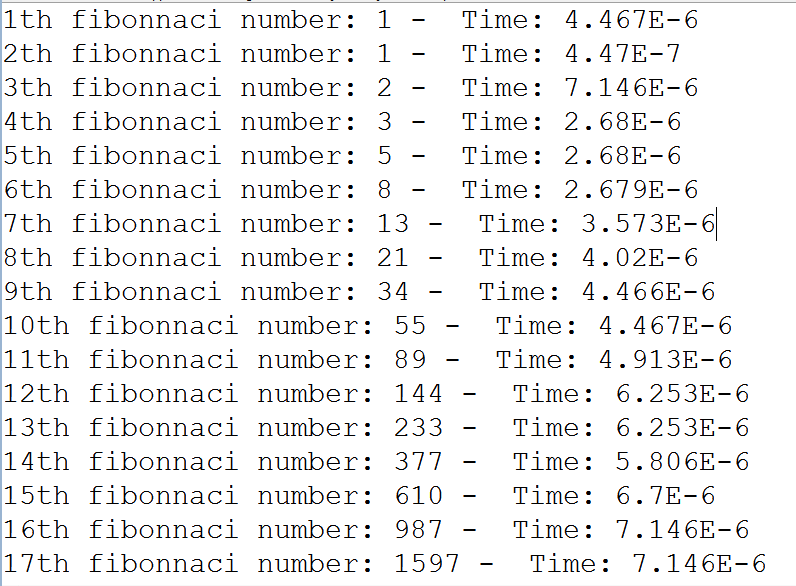 1th fibonnaci number: 1 -  Time: 4.467E-6
2th fibonnaci number: 1 -  Time: 4.47E-7
3th fibonnaci number: 2 -  Time: 7.146E-6
4th fibonnaci number: 3 -  Time: 2.68E-6
5th fibonnaci number: 5 -  Time: 2.68E-6
6th fibonnaci number: 8 -  Time: 2.679E-6
7th fibonnaci number: 13 -  Time: 3.573E-6
8th fibonnaci number: 21 -  Time: 4.02E-6
9th fibonnaci number: 34 -  Time: 4.466E-6
10th fibonnaci number: 55 -  Time: 4.467E-6
11th fibonnaci number: 89 -  Time: 4.913E-6
12th fibonnaci number: 144 -  Time: 6.253E-6
13th fibonnaci number: 233 -  Time: 6.253E-6
14th fibonnaci number: 377 -  Time: 5.806E-6
15th fibonnaci number: 610 -  Time: 6.7E-6
16th fibonnaci number: 987 -  Time: 7.146E-6
17th fibonnaci number: 1597 -  Time: 7.146E-6